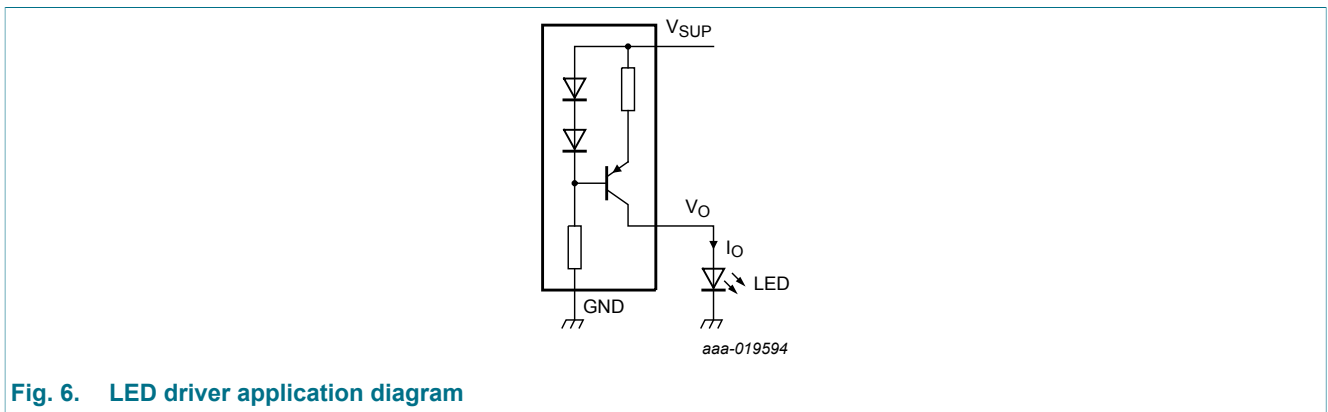 VSUP
VO
IO
LED
GND
aaa-019594
Fig. 6. LED driver application diagram